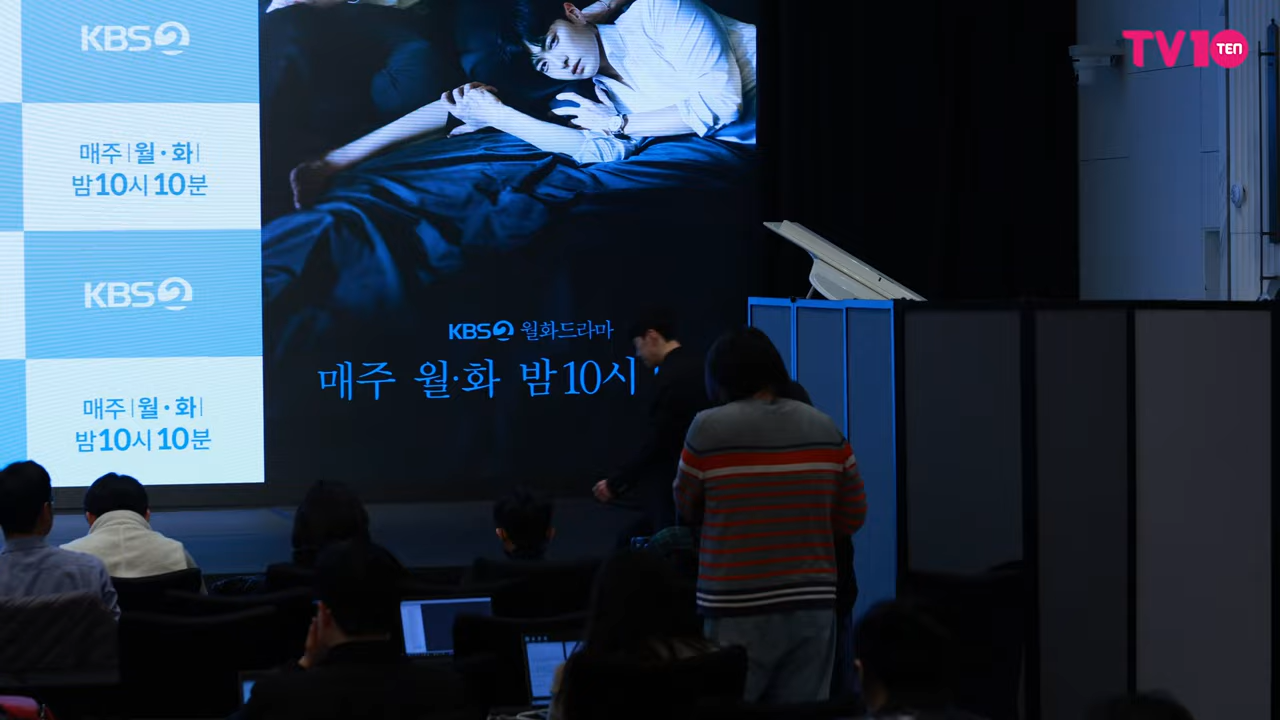 KBS2
매주|월·화|
밤10시 10분
KBS2
매주|월·화|
밤10시 10분
KBS2 월화드라마
매주 월·화 밤10시
TV10
TEN